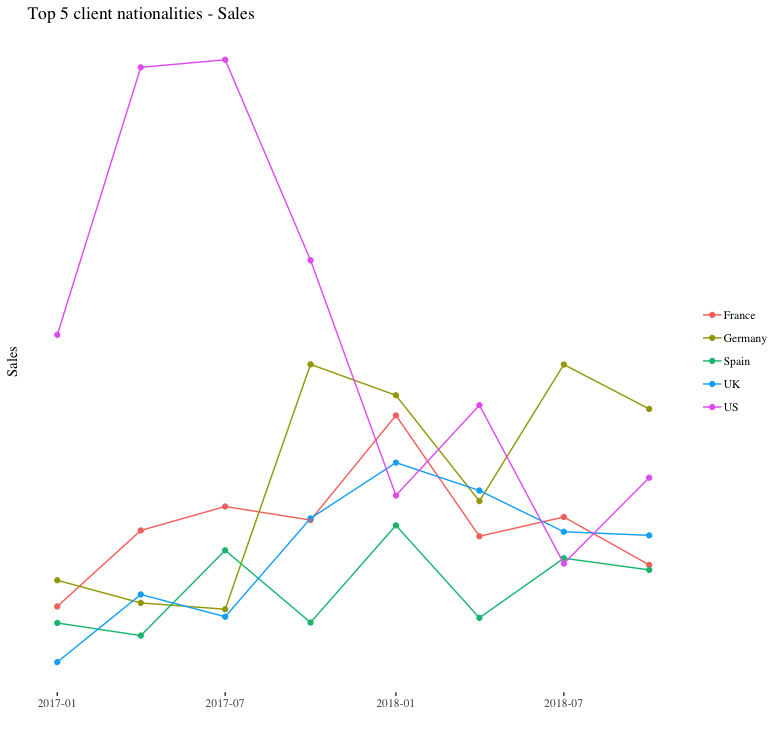 Top 5 client nationalities - Sales
Sales
France
Germany
Spain
UK
US
2017-01
2017-07
2018-01
2018-07